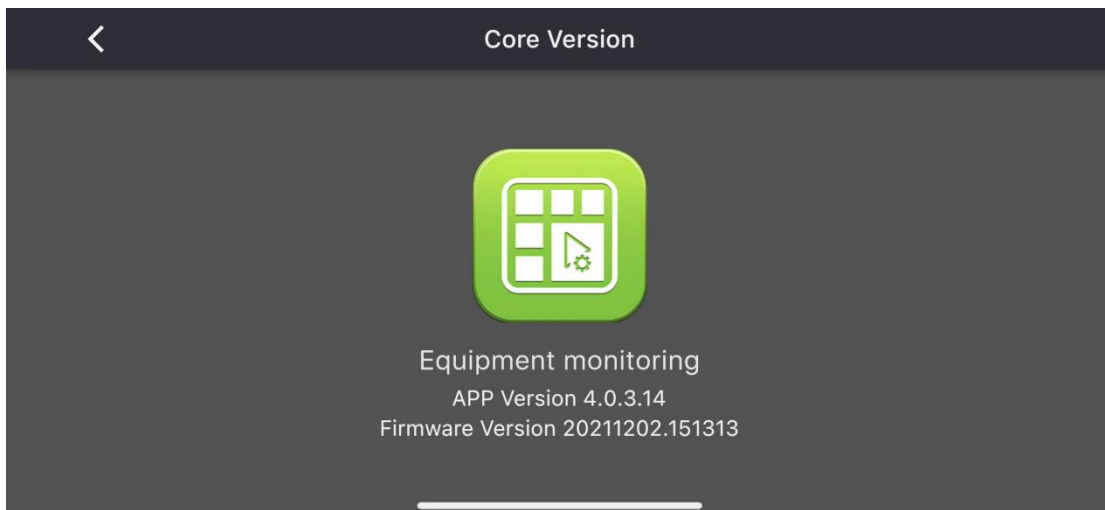 Core Version
Equipment monitoring
APP Version 4.0.3.14
Firmware Version 20211202.151313